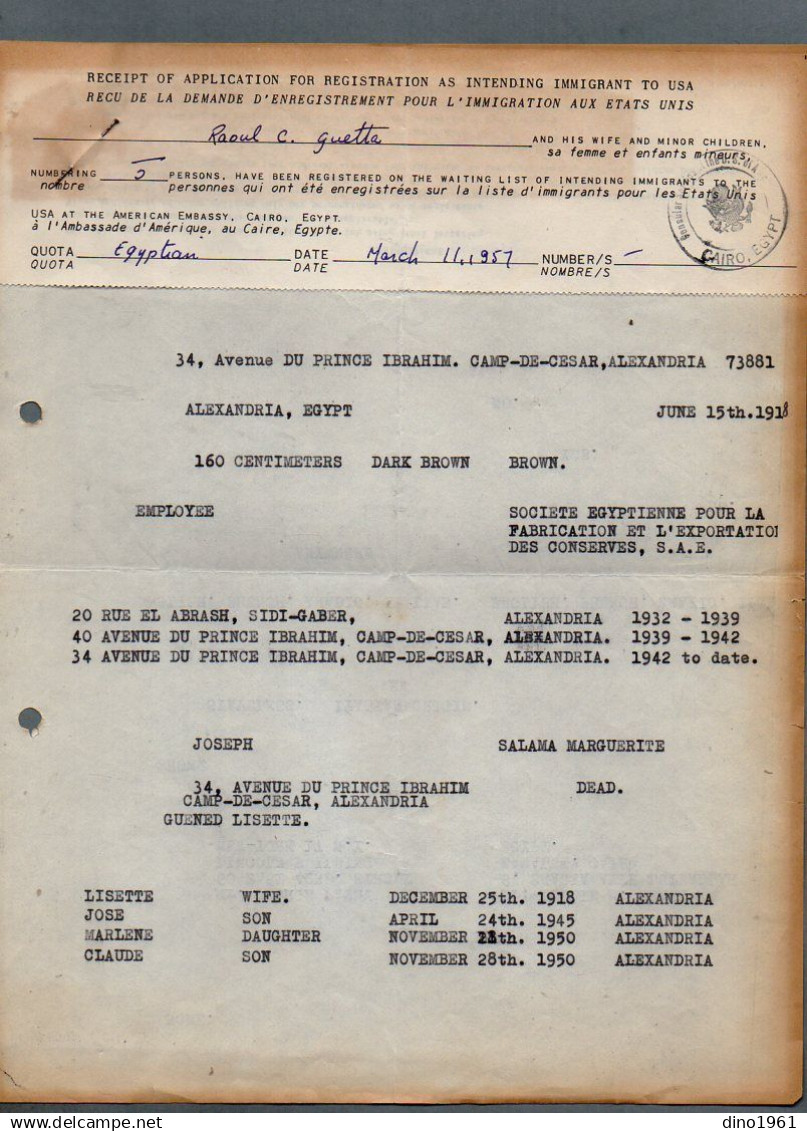 RECEIPT OF APPLICATION FOR REGISTRATION AS INTENDING IMMIGRANT TO USA
RECU DE LA DEMANDE D'ENREGISTREMENT POUR L'IMMIGRATION AUX ETATS UNIS
Raoul C. Guetta AND HIS WIFE AND MINOR CHILDREN,
sa femme et enfants mineurs,
NUMBERING 5 PERSONS, HAVE BEEN REGISTERED ON THE WAITING LIST OF INTENDING IMMIGRANTS TO THE
nombre personnes qui ont été enregistrées sur la liste d'immigrants pour les Etats Unis
USA AT THE AMERICAN EMBASSY, CAIRO, EGYPT.
à l'Ambassade d'Amérique, au Caire, Egypte.
CAIRO, EGYPT
QUOTA Egyptian DATE March 11, 1957 NUMBER/S -
QUOTA DATE NOMBRE/S
34, Avenue DU PRINCE IBRAHIM. CAMP-DE-CESAR, ALEXANDRIA 73881
ALEXANDRIA, EGYPT JUNE 15th. 1918
160 CENTIMETERS DARK BROWN BROWN.
EMPLOYEE SOCIETE EGYPTIENNE POUR LA
FABRICATION ET L'EXPORTATION
DES CONSERVES, S.A.E.
20 RUE EL ABRASH, SIDI-GABER, ALEXANDRIA 1932 - 1939
40 AVENUE DU PRINCE IBRAHIM, CAMP-DE-CESAR, ALEXANDRIA. 1939 - 1942
34 AVENUE DU PRINCE IBRAHIM, CAMP-DE-CESAR, ALEXANDRIA. 1942 to date.
JOSEPH SALAMA MARGUERITE
34, AVENUE DU PRINCE IBRAHIM DEAD.
CAMP-DE-CESAR, ALEXANDRIA
GUENED LISETTE.
LISETTE WIFE. DECEMBER 25th. 1918 ALEXANDRIA
JOSE SON APRIL 24th. 1945 ALEXANDRIA
MARLENE DAUGHTER NOVEMBER 1950 ALEXANDRIA
CLAUDE SON NOVEMBER 28th. 1950 ALEXANDRIA
dino1961